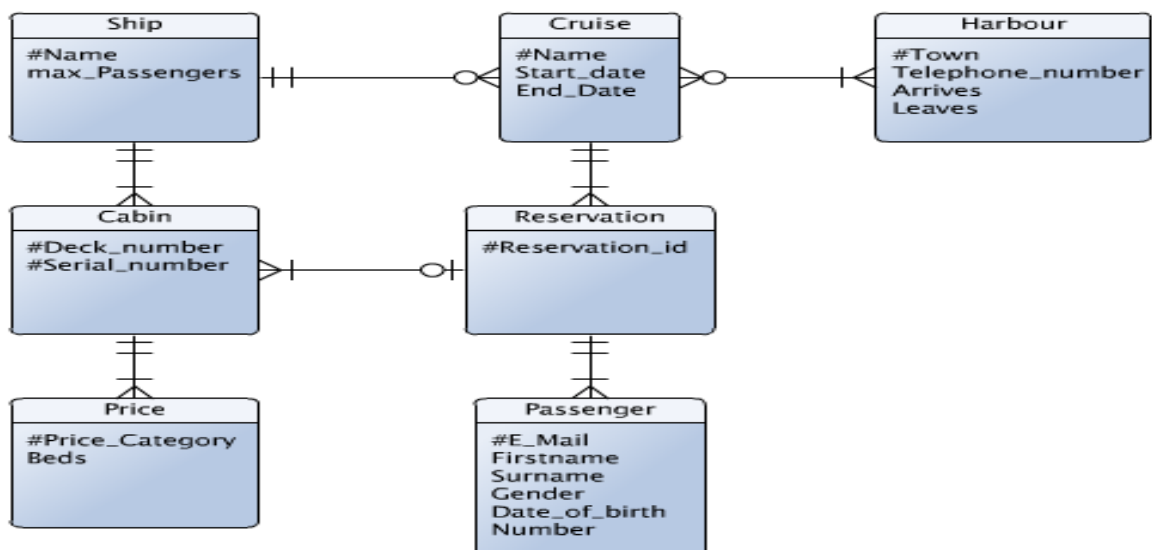 Ship
#Name
max_Passengers
Cruise
#Name
Start_date
End_Date
Harbour
#Town
Telephone_number
Arrives
Leaves
Cabin
#Deck_number
#Serial_number
Reservation
#Reservation_id
Price
#Price_Category
Beds
Passenger
#E_Mail
Firstname
Surname
Gender
Date_of_birth
Number